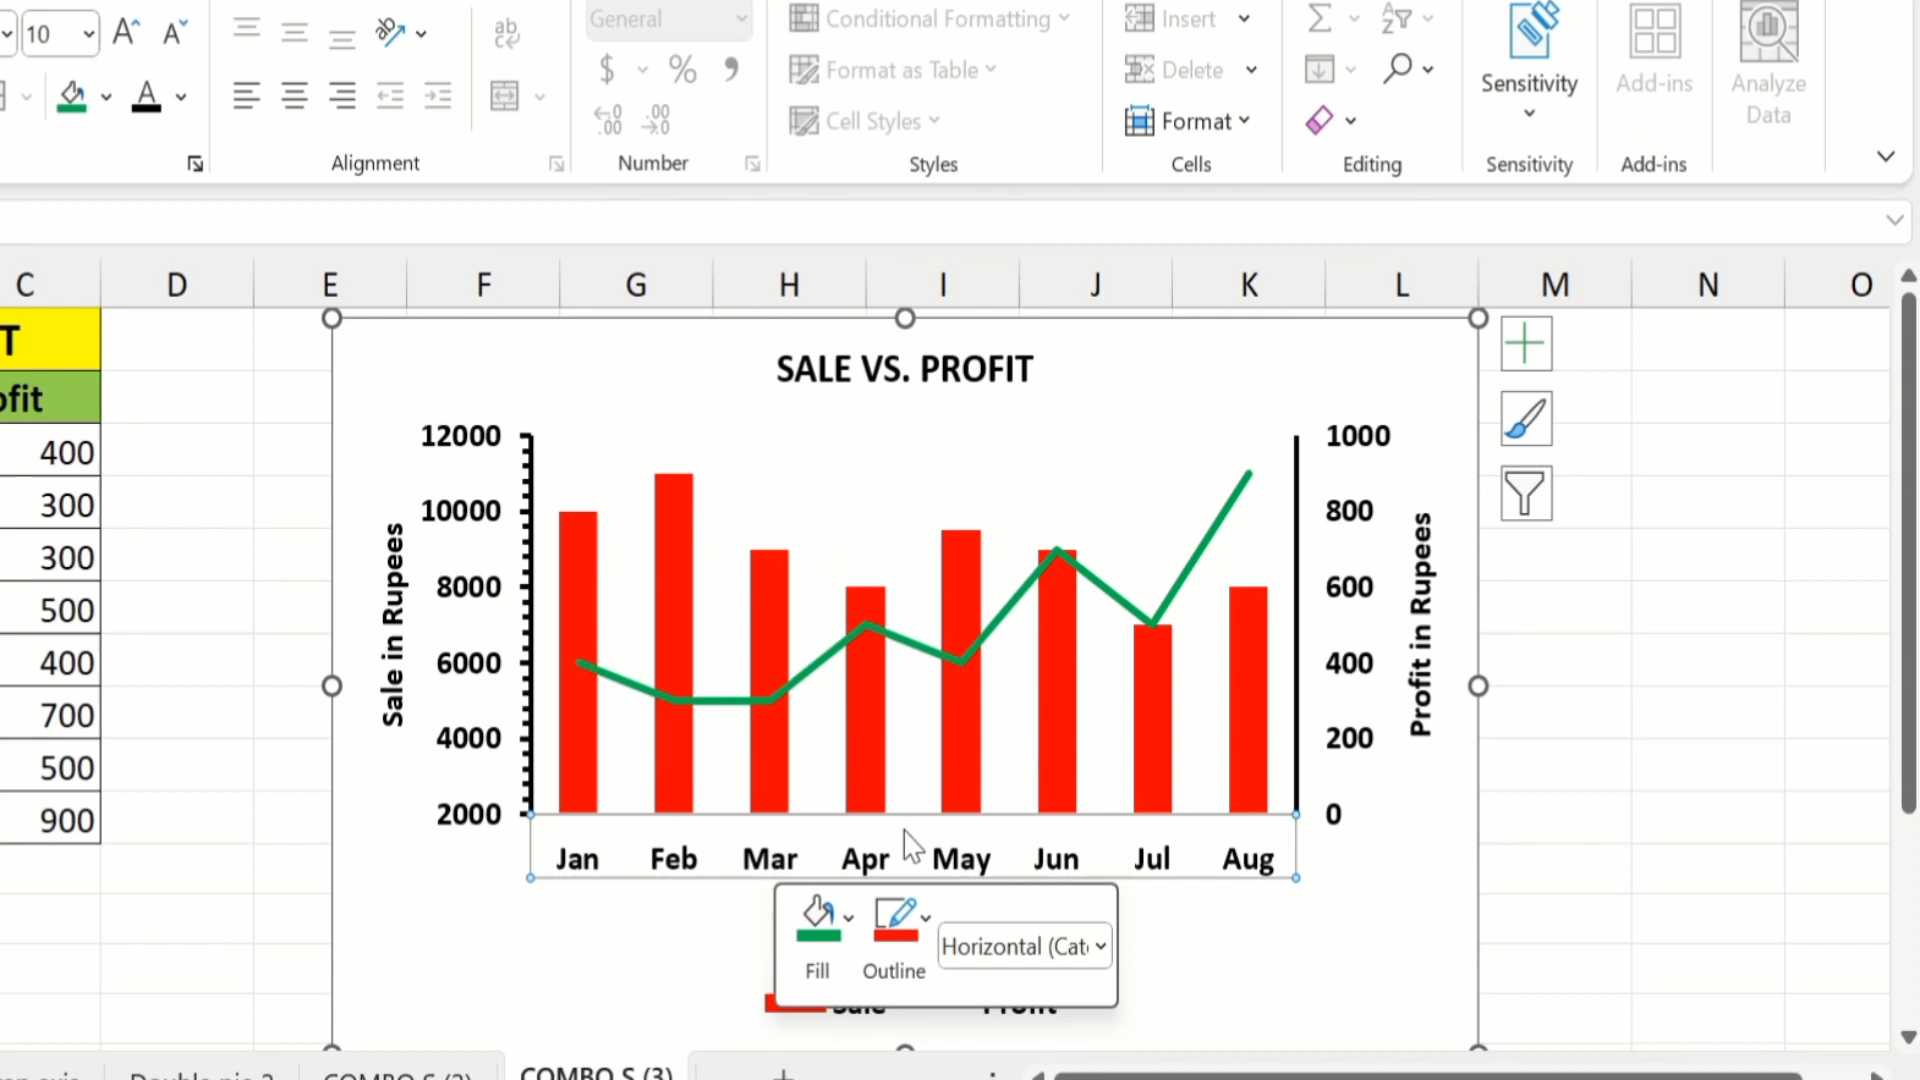 10
General
Conditional Formatting
Insert
Format as Table
Delete
Cell Styles
Format
Sensitivity
Add-ins
Analyze
Data
Alignment
Number
Styles
Cells
Editing
Sensitivity
Add-ins
C D E F G H I J K L M N O
T
ofit
400
300
300
500
400
700
500
900
SALE VS. PROFIT
Sale in Rupees
12000
10000
8000
6000
4000
2000
1000
800
600
400
200
0
Profit in Rupees
Jan Feb Mar Apr May Jun Jul Aug
Fill
Outline
Horizontal (Cat
Sale Profit
COMBO S (3)